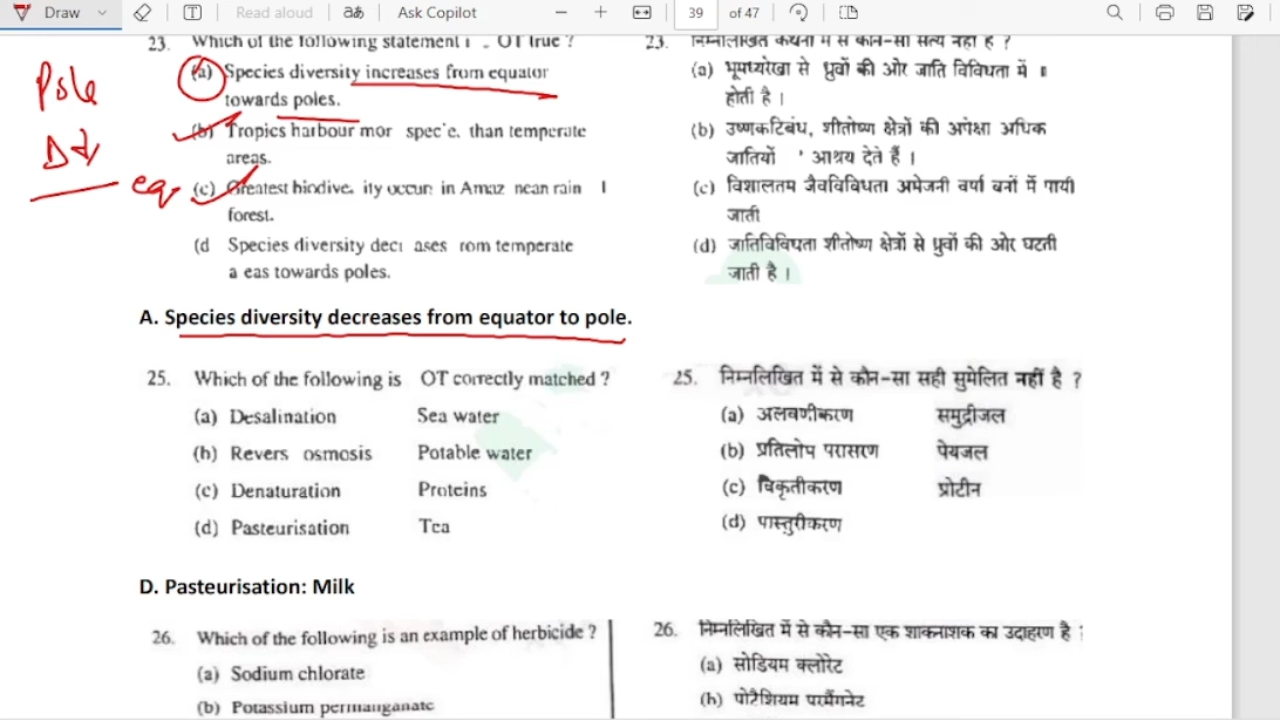 Draw
Read aloud
Ask Copilot
39 of 47
23. Which of the following statement OT true ?
(a) Species diversity increases from equator
towards poles.
(b) Tropics harbour mor than temperate
areas.
(c) Greatest in Amaz nean rain
forest.
(d Species diversity decr ases rom temperate
a eas towards poles.
Pole
eq
23. निम्नलिखित कथनों में से कौन-सा सत्य नहीं है ?
(a) भूमध्यरेखा से ध्रुवों की ओर जाति विविधता में
होती है ।
(b) उष्णकटिबंध, शीतोष्ण क्षेत्रों की अपेक्षा अधिक
जातियों आश्रय देते हैं ।
(c) विशालतम जैवविविधता अमेजनी वर्षा वनों में पायी
जाती
(d) जातिविविधता शीतोष्ण क्षेत्रों से ध्रुवों की ओर घटती
जाती है ।
A. Species diversity decreases from equator to pole.
25. Which of the following is OT correctly matched ?
(a) Desalination Sea water
(b) Revers osmosis Potable water
(c) Denaturation Proteins
(d) Pasteurisation Tea
25. निम्नलिखित में से कौन-सा सही सुमेलित नहीं है ?
(a) अलवणीकरण समुद्रीजल
(b) प्रतिलोप परासरण पेयजल
(c) विकृतीकरण प्रोटीन
(d) पास्तुरीकरण
D. Pasteurisation: Milk
26. Which of the following is an example of herbicide ?
(a) Sodium chlorate
(b) Potassium permanganate
26. निम्नलिखित में से कौन-सा एक शाकनाशक का उदाहरण है
(a) सोडियम क्लोरेट
(b) पोटैशियम परमैंगनेट